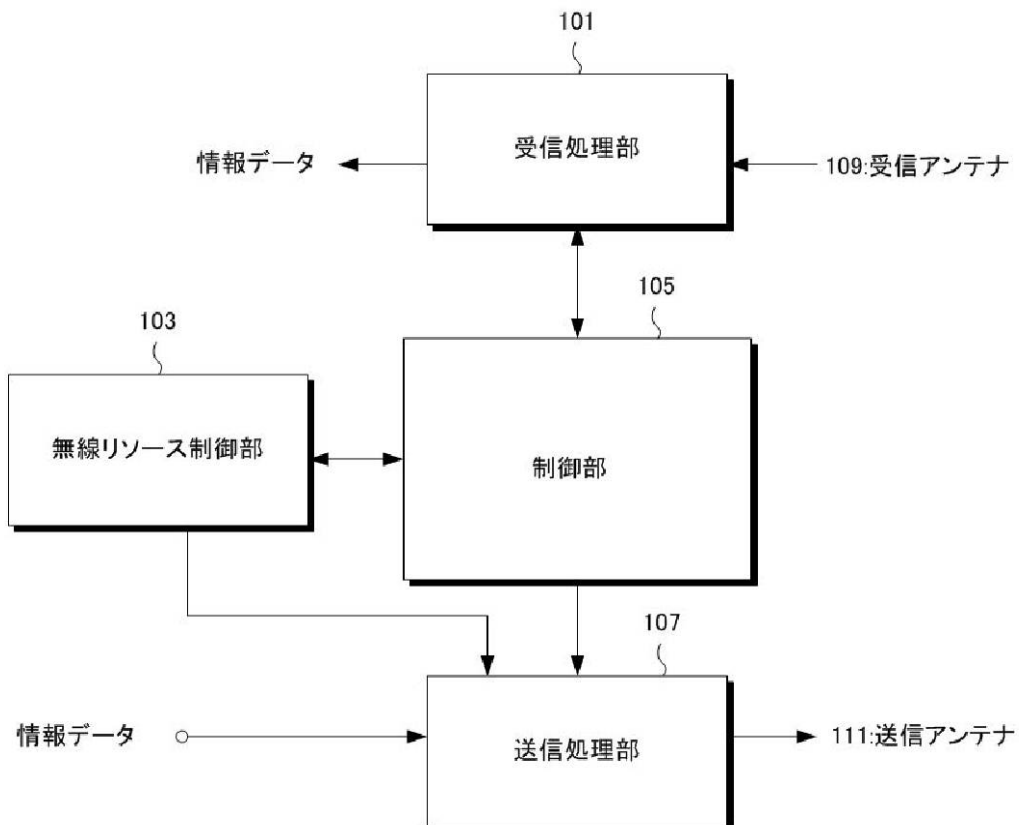 101
受信処理部
情報データ
109:受信アンテナ
105
103
無線リソース制御部
制御部
107
情報データ
送信処理部
111:送信アンテナ